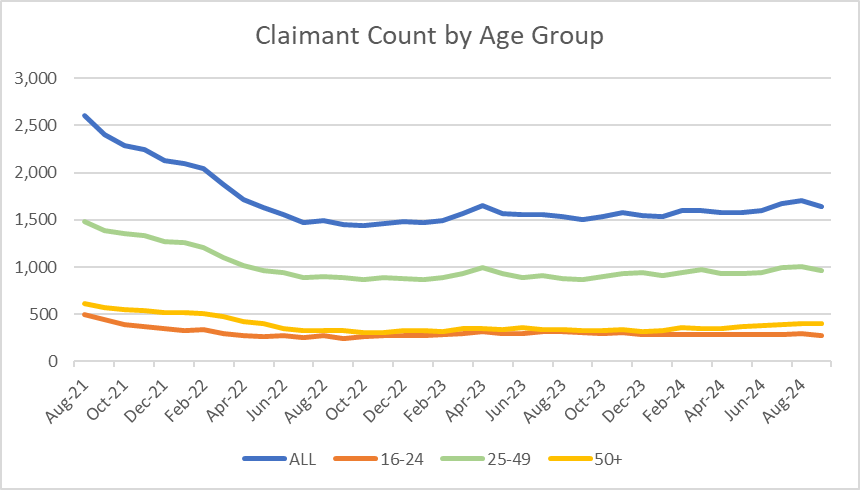 Claimant Count by Age Group
3,000
2,500
2,000
1,500
1,000
500
0
Aug-21
Oct-21
Dec-21
Feb-22
Apr-22
Jun-22
Aug-22
Oct-22
Dec-22
Feb-23
Apr-23
Jun-23
Aug-23
Oct-23
Dec-23
Feb-24
Apr-24
Jun-24
Aug-24
ALL 16-24 25-49 50+